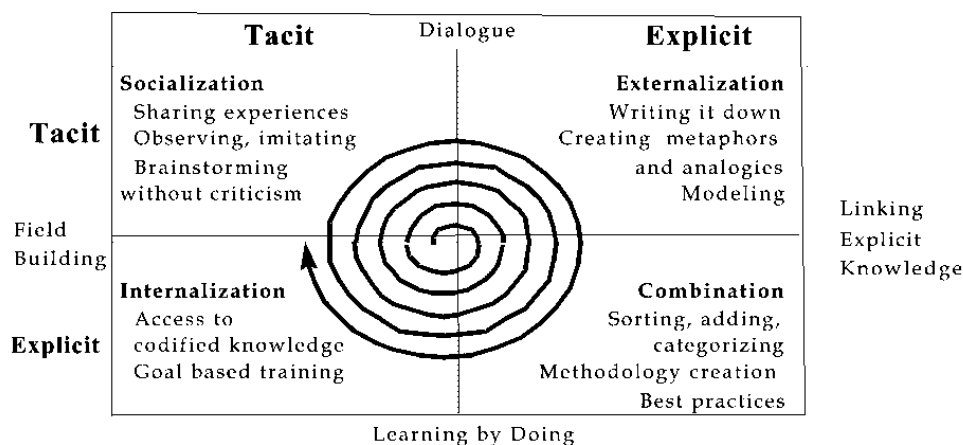 Tacit
Dialogue
Explicit
Socialization
Sharing experiences
Observing, imitating
Brainstorming
without criticism
Externalization
Writing it down
Creating metaphors
and analogies
Modeling
Tacit
Field
Building
Linking
Explicit
Knowledge
Internalization
Access to
codified knowledge
Goal based training
Combination
Sorting, adding,
categorizing
Methodology creation
Best practices
Explicit
Learning by Doing